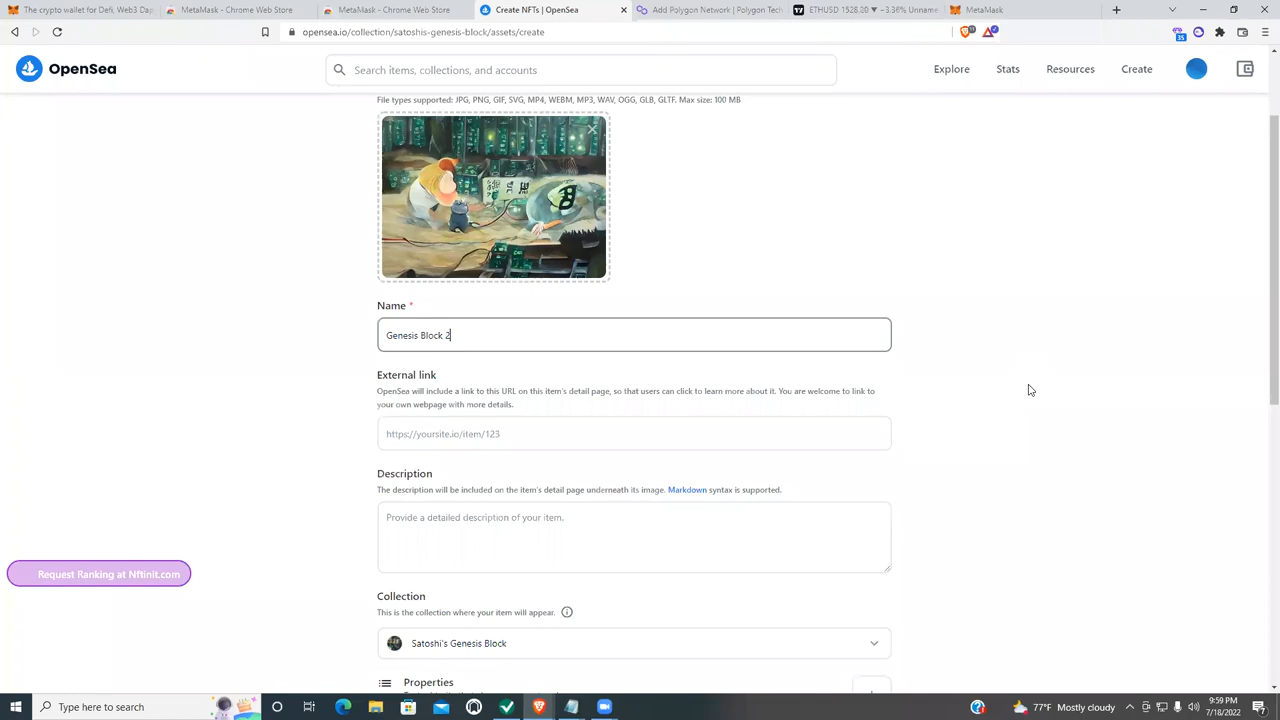 The crypto wallet for Defi, Web3 Dap
MetaMask - Chrome Web Store
MetaMask - Chrome Web Store
Create NFTs | OpenSea
Add Polygon Network | Polygon Tech
ETHUSD 1528.00 ▼ −3.36% Unname
MetaMask
opensea.io/collection/satoshis-genesis-block/assets/create
35
OpenSea
Search items, collections, and accounts
Explore
Stats
Resources
Create
File types supported: JPG, PNG, GIF, SVG, MP4, WEBM, MP3, WAV, OGG, GLB, GLTF. Max size: 100 MB
Name *
Genesis Block 2
External link
OpenSea will include a link to this URL on this item's detail page, so that users can click to learn more about it. You are welcome to link to
your own webpage with more details.
https://yoursite.io/item/123
Description
The description will be included on the item's detail page underneath its image. Markdown syntax is supported.
Provide a detailed description of your item.
Request Ranking at Nftinit.com
Collection
This is the collection where your item will appear.
Satoshi's Genesis Block
Properties
Type here to search
77°F Mostly cloudy
9:59 PM
7/18/2022